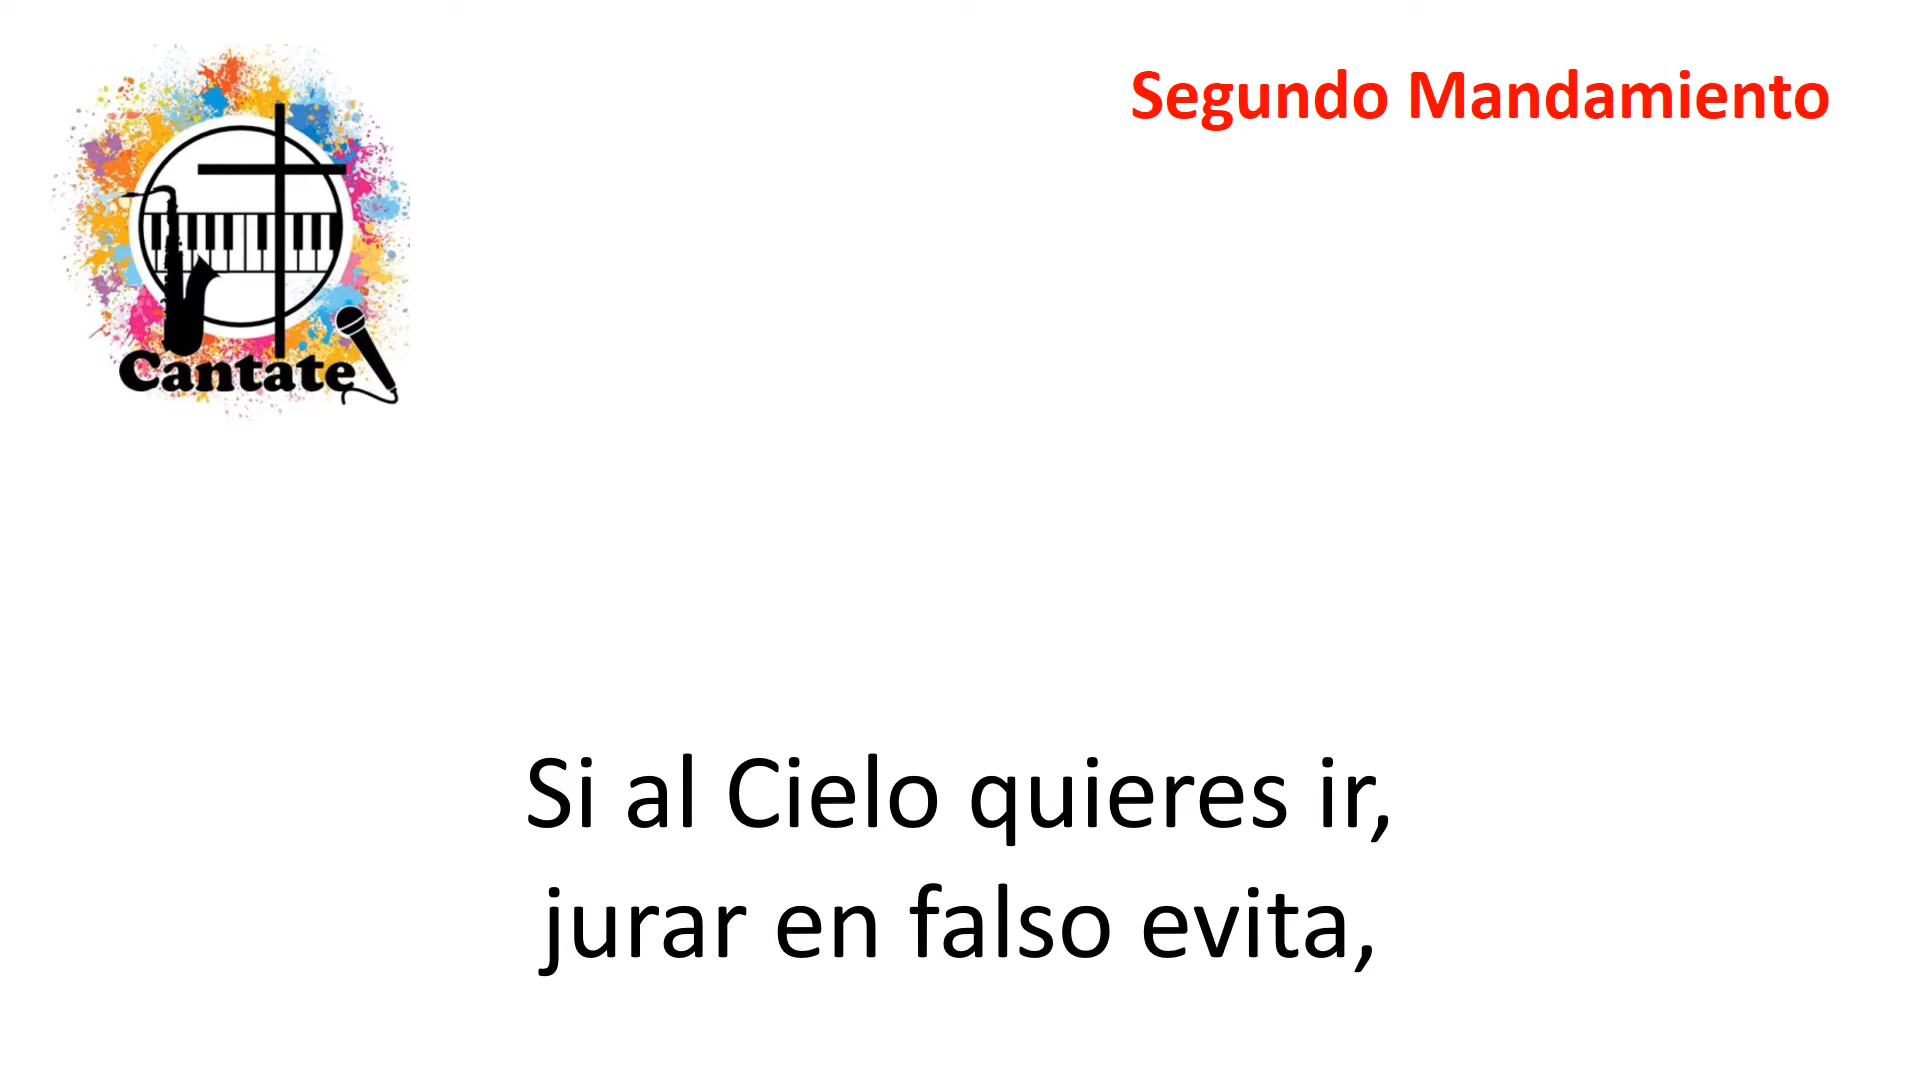 Segundo Mandamiento
Cantate
Si al Cielo quieres ir,
jurar en falso evita,